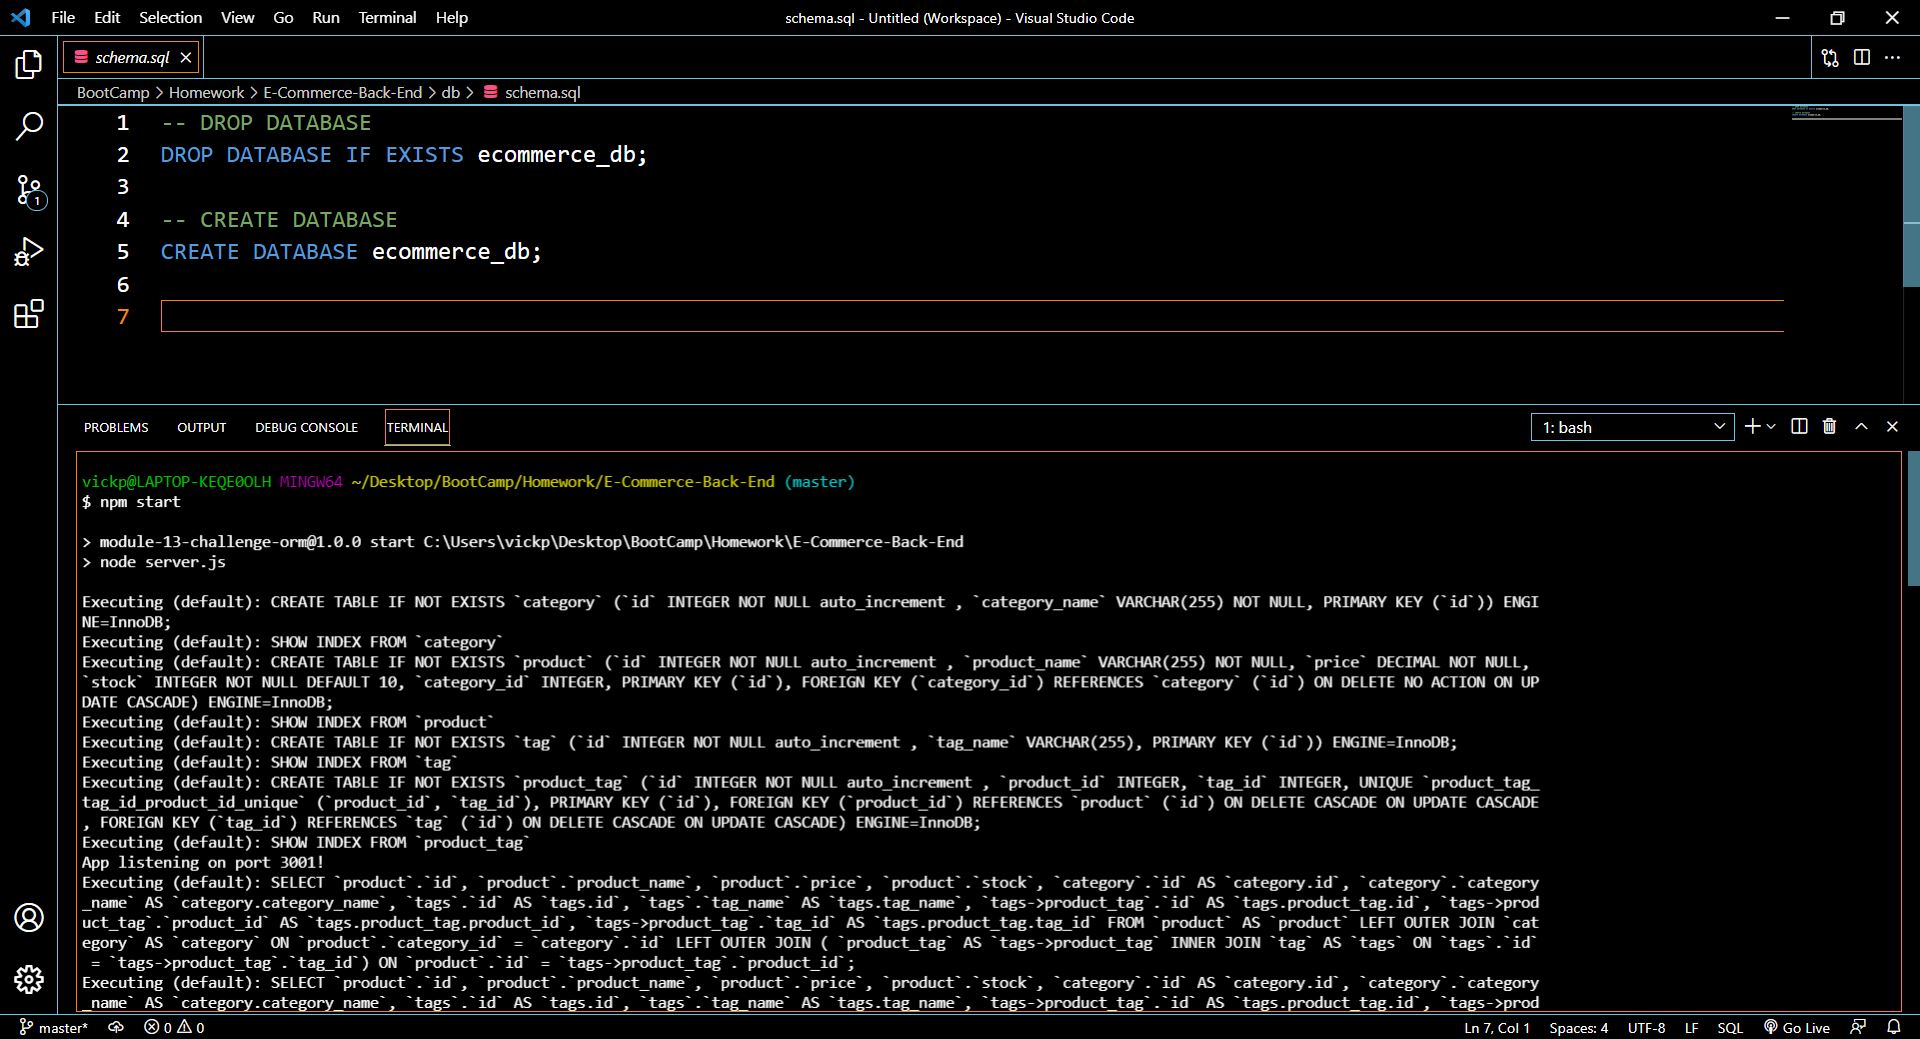 File Edit Selection View Go Run Terminal Help
schema.sql - Untitled (Workspace) - Visual Studio Code
schema.sql
BootCamp > Homework > E-Commerce-Back-End > db > schema.sql
1 -- DROP DATABASE
2 DROP DATABASE IF EXISTS ecommerce_db;
3
4 -- CREATE DATABASE
5 CREATE DATABASE ecommerce_db;
6
7
1
PROBLEMS OUTPUT DEBUG CONSOLE TERMINAL
1: bash
vickp@LAPTOP-KEQE0OLH MINGW64 ~/Desktop/BootCamp/Homework/E-Commerce-Back-End (master)
$ npm start
> module-13-challenge-orm@1.0.0 start C:\Users\vickp\Desktop\BootCamp\Homework\E-Commerce-Back-End
> node server.js
Executing (default): CREATE TABLE IF NOT EXISTS `category` (`id` INTEGER NOT NULL auto_increment , `category_name` VARCHAR(255) NOT NULL, PRIMARY KEY (`id`)) ENGI
NE=InnoDB;
Executing (default): SHOW INDEX FROM `category`
Executing (default): CREATE TABLE IF NOT EXISTS `product` (`id` INTEGER NOT NULL auto_increment , `product_name` VARCHAR(255) NOT NULL, `price` DECIMAL NOT NULL,
`stock` INTEGER NOT NULL DEFAULT 10, `category_id` INTEGER, PRIMARY KEY (`id`), FOREIGN KEY (`category_id`) REFERENCES `category` (`id`) ON DELETE NO ACTION ON UP
DATE CASCADE) ENGINE=InnoDB;
Executing (default): SHOW INDEX FROM `product`
Executing (default): CREATE TABLE IF NOT EXISTS `tag` (`id` INTEGER NOT NULL auto_increment , `tag_name` VARCHAR(255), PRIMARY KEY (`id`)) ENGINE=InnoDB;
Executing (default): SHOW INDEX FROM `tag`
Executing (default): CREATE TABLE IF NOT EXISTS `product_tag` (`id` INTEGER NOT NULL auto_increment , `product_id` INTEGER, `tag_id` INTEGER, UNIQUE `product_tag_
tag_id_product_id_unique` (`product_id`, `tag_id`), PRIMARY KEY (`id`), FOREIGN KEY (`product_id`) REFERENCES `product` (`id`) ON DELETE CASCADE ON UPDATE CASCADE
, FOREIGN KEY (`tag_id`) REFERENCES `tag` (`id`) ON DELETE CASCADE ON UPDATE CASCADE) ENGINE=InnoDB;
Executing (default): SHOW INDEX FROM `product_tag`
App listening on port 3001!
Executing (default): SELECT `product`.`id`, `product`.`product_name`, `product`.`price`, `product`.`stock`, `category`.`id` AS `category.id`, `category`.`category
_name` AS `category.category_name`, `tags`.`id` AS `tags.id`, `tags`.`tag_name` AS `tags.tag_name`, `tags->product_tag`.`id` AS `tags.product_tag.id`, `tags->prod
uct_tag`.`product_id` AS `tags.product_tag.product_id`, `tags->product_tag`.`tag_id` AS `tags.product_tag.tag_id` FROM `product` AS `product` LEFT OUTER JOIN `cat
egory` AS `category` ON `product`.`category_id` = `category`.`id` LEFT OUTER JOIN ( `product_tag` AS `tags->product_tag` INNER JOIN `tag` AS `tags` ON `tags`.`id`
= `tags->product_tag`.`tag_id`) ON `product`.`id` = `tags->product_tag`.`product_id`;
Executing (default): SELECT `product`.`id`, `product`.`product_name`, `product`.`price`, `product`.`stock`, `category`.`id` AS `category.id`, `category`.`category
_name` AS `category.category_name`, `tags`.`id` AS `tags.id`, `tags`.`tag_name` AS `tags.tag_name`, `tags->product_tag`.`id` AS `tags.product_tag.id`, `tags->prod
master* 0 0 Ln 7, Col 1 Spaces: 4 UTF-8 LF SQL Go Live